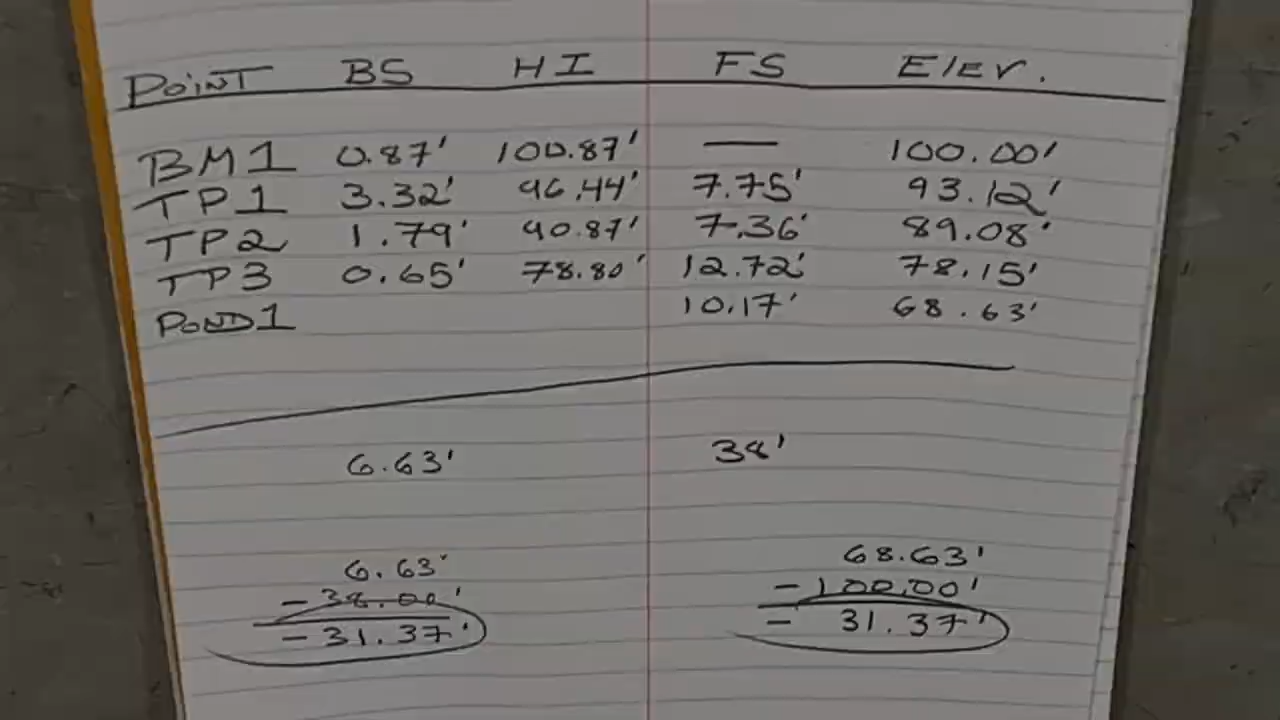 Point BS HI FS Elev.
BM1 0.87' 100.87' — 100.00'
TP1 3.32' 96.44' 7.75' 93.12'
TP2 1.79' 90.87' 7.36' 89.08'
TP3 0.65' 78.80' 12.72' 78.15'
POND1 10.17' 68.63'
6.63' 38'
6.63' 68.63'
- 38.00' - 100.00'
- 31.37' - 31.37'